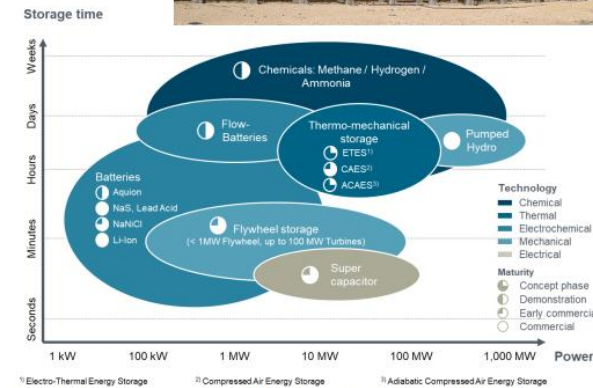 Storage time
Weeks
Days
Hours
Minutes
Seconds
Chemicals: Methane / Hydrogen /
Ammonia
Flow-
Batteries
Thermo-mechanical
storage
ETES1)
CAES2)
ACAES3)
Pumped
Hydro
Batteries
Aquion
NaS, Lead Acid
NaNiCl
Li-Ion
Flywheel storage
(< 1MW Flywheel, up to 100 MW Turbines)
Super
capacitor
Technology
Chemical
Thermal
Electrochemical
Mechanical
Electrical
Maturity
Concept phase
Demonstration
Early commercia
Commercial
1 kW
100 kW
1 MW
10 MW
100 MW
1,000 MW
Power
1) Electro-Thermal Energy Storage
2) Compressed Air Energy Storage
3) Adiabatic Compressed Air Energy Storage